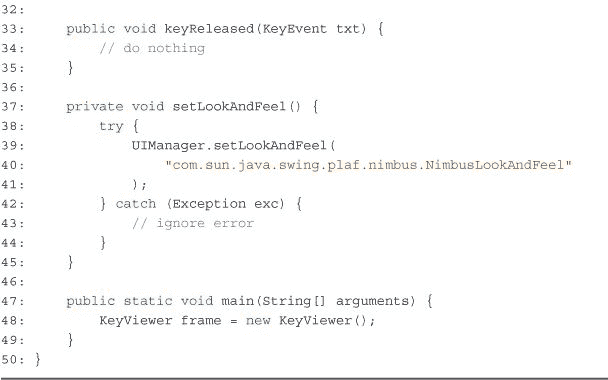 32:
33:     public void keyReleased(KeyEvent txt) {
34:         // do nothing
35:     }
36:
37:     private void setLookAndFeel() {
38:         try {
39:             UIManager.setLookAndFeel(
40:                 "com.sun.java.swing.plaf.nimbus.NimbusLookAndFeel"
41:             );
42:         } catch (Exception exc) {
43:             // ignore error
44:         }
45:     }
46:
47:     public static void main(String[] arguments) {
48:         KeyViewer frame = new KeyViewer();
49:     }
50: }